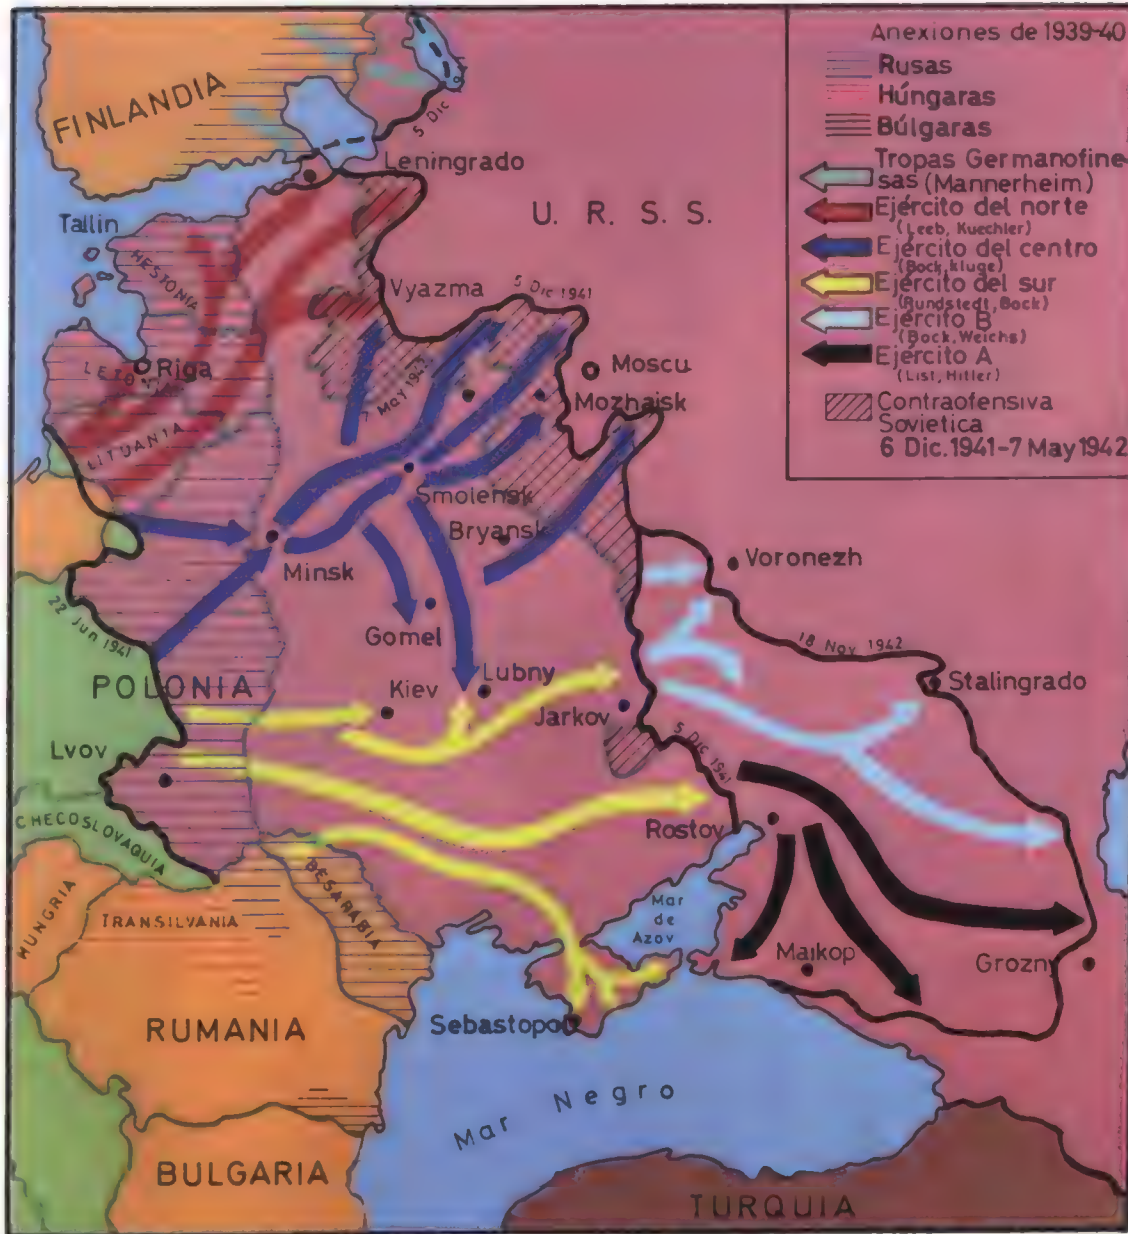 Anexiones de 1939-40
Rusas
Húngaras
Búlgaras
Tropas Germanofine-
sas (Mannerheim)
Ejército del norte
(Leeb, Kuechler)
Ejército del centro
(Bock, Kluge)
Ejército del sur
(Rundstedt, Bock)
Ejército B
(Bock, Weichs)
Ejército A
(List, Hitler)
Contraofensiva
Sovietica
6 Dic. 1941-7 May 1942
FINLANDIA
5 Dic
Leningrado
Tallin
U. R. S. S.
HESTONIA
Vyazma
5 Dic 1941
Riga
LETONIA
7 May 1942
Moscu
Mozhaisk
LITUANIA
Smolensk
Bryansk
Minsk
Voronezh
22 Jun 1941
Gomel
18 Nov 1942
POLONIA
Kiev
Lubny
Stalingrado
Jarkov
Lvov
5 Dic 1941
CHECOSLOVAQUIA
Rostov
BESARABIA
HUNGRIA
TRANSILVANIA
Mar
de
Azov
Maikop
Grozny
RUMANIA
Sebastopol
Mar Negro
BULGARIA
TURQUIA